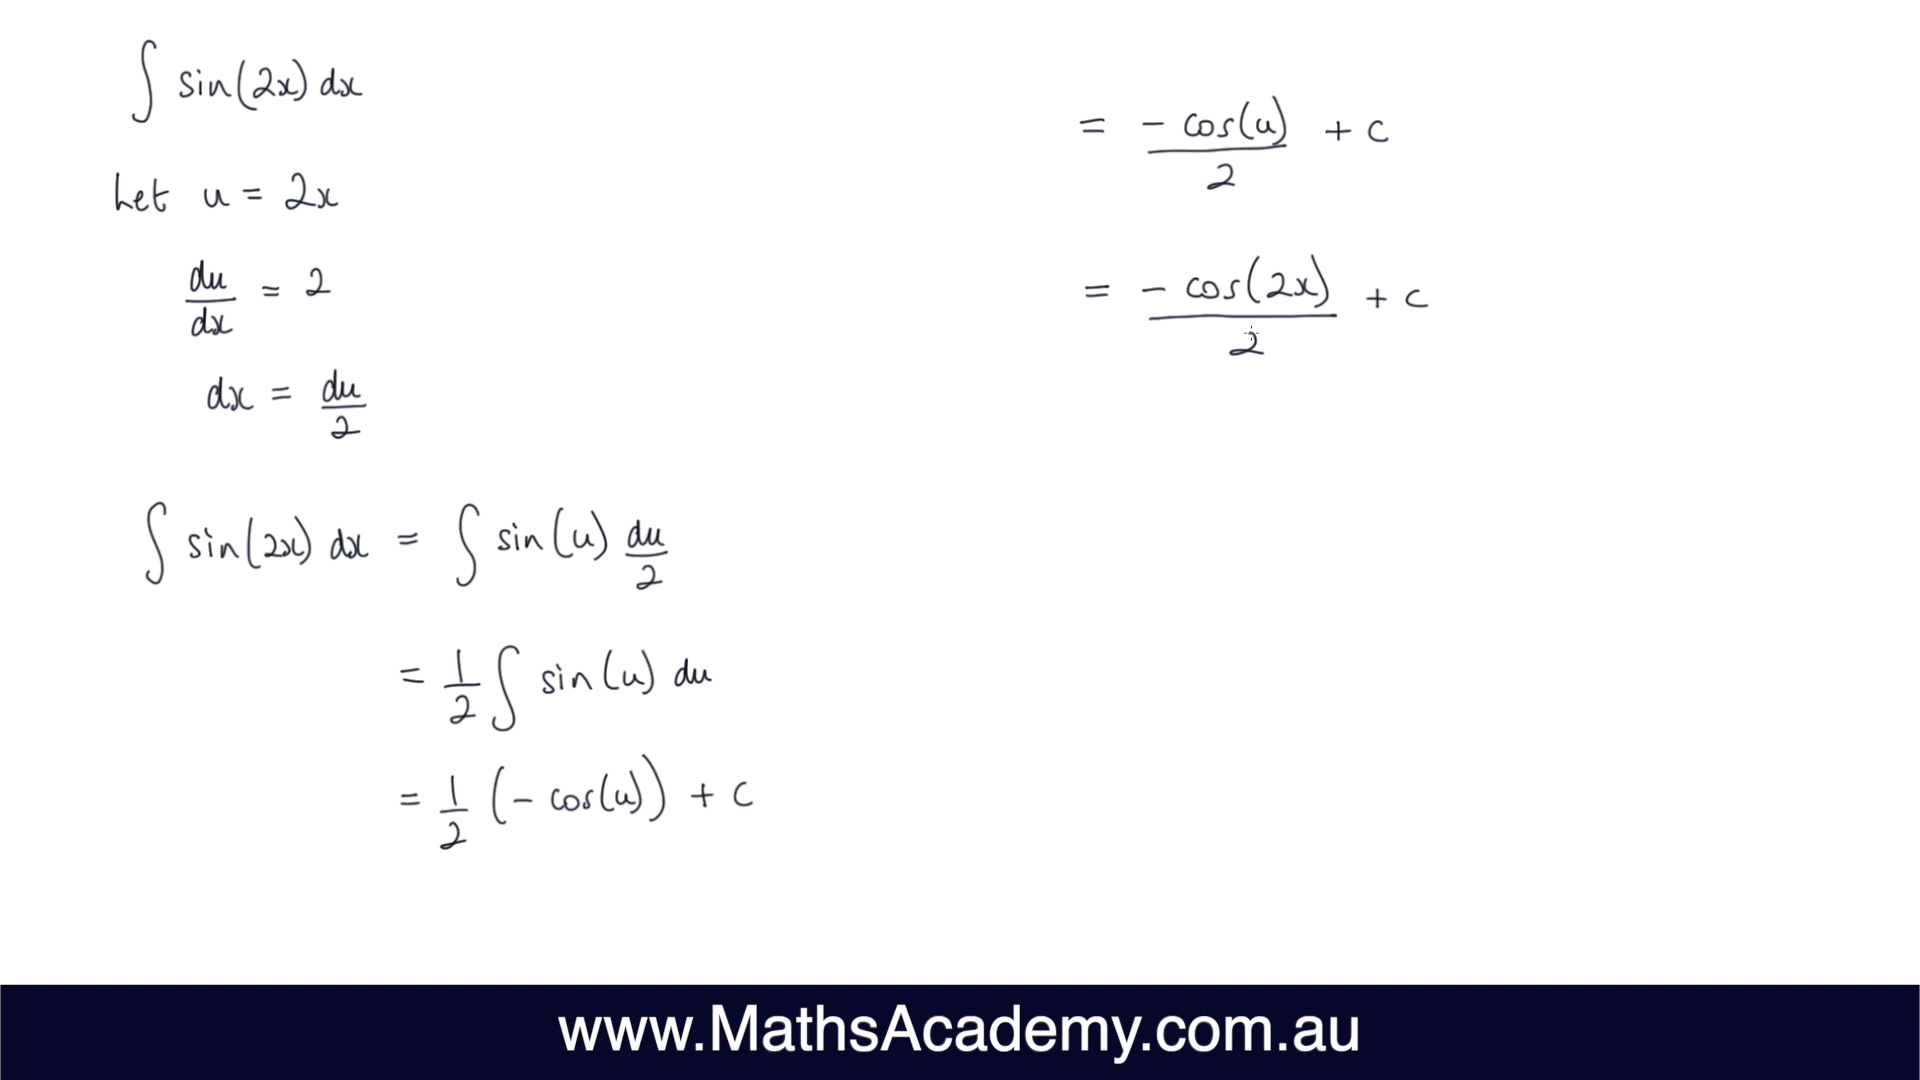 ∫ sin(2x) dx
Let u = 2x
du/dx = 2
dx = du/2
∫ sin(2x) dx = ∫ sin(u) du/2
= 1/2 ∫ sin(u) du
= 1/2 (- cos(u)) + c
= - cos(u)/2 + c
= - cos(2x)/2 + c
www.MathsAcademy.com.au